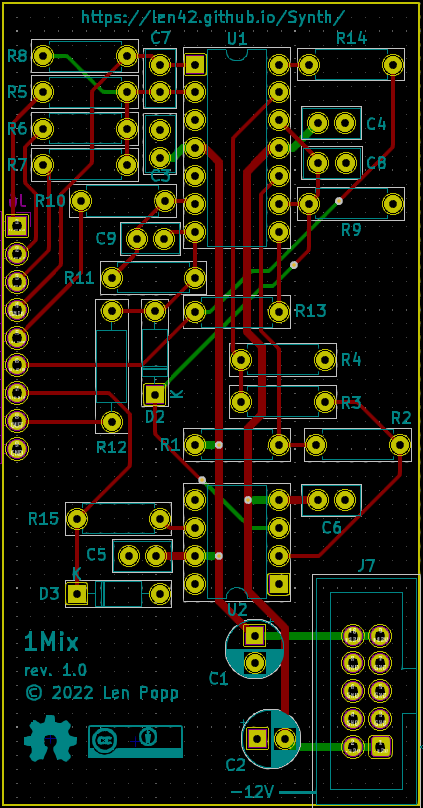 https://len42.github.io/Synth/
R8
C7
U1
R14
R5
R6
C4
R7
C3
C8
R10
C9
R9
R11
R13
R4
D2
K
R3
R12
R1
R2
R15
C6
C5
K
D3
U2
J7
1Mix
rev. 1.0
© 2022 Len Popp
C1
C2
cc
-12V